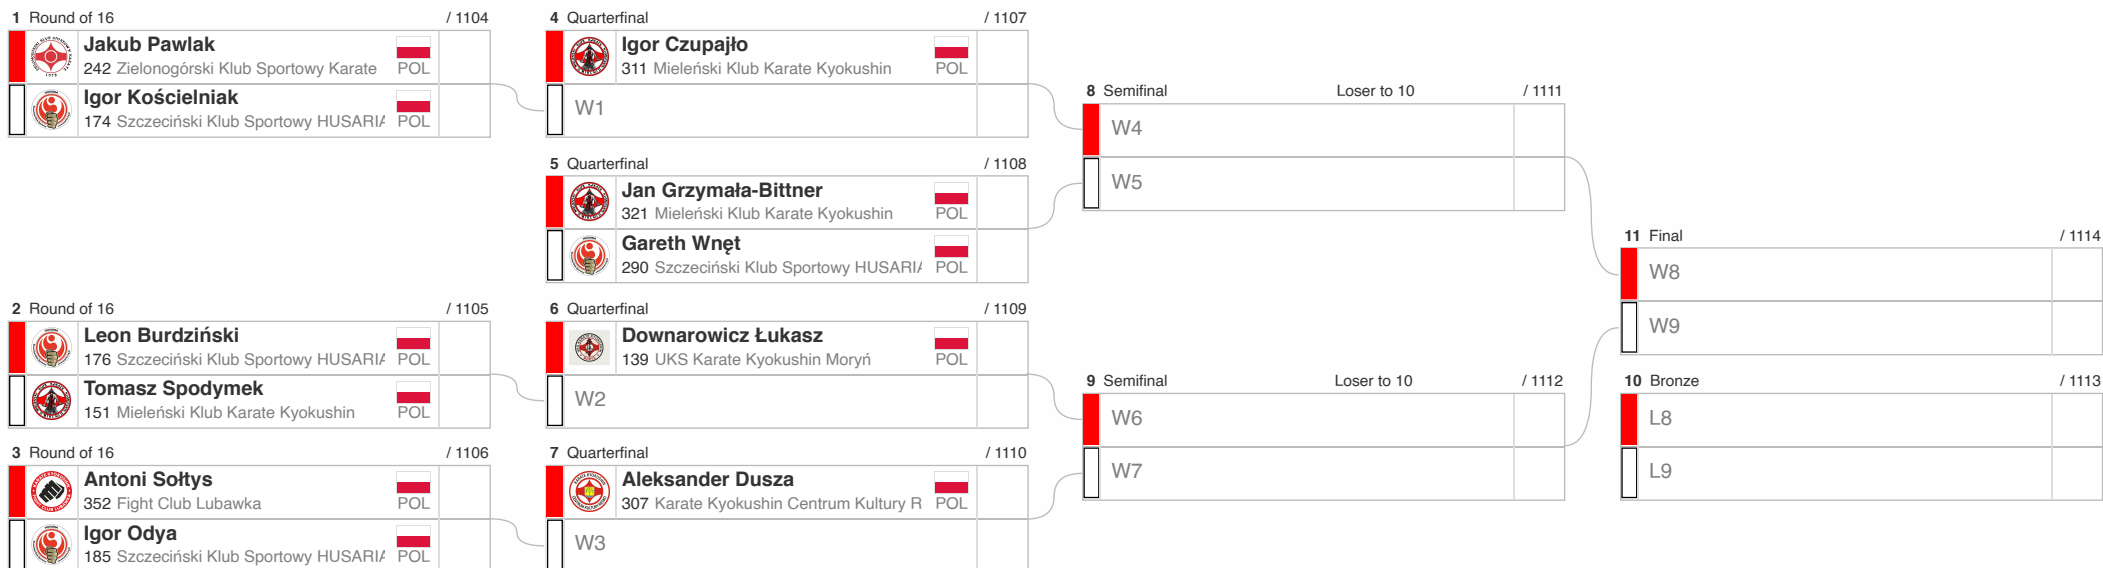 1 Round of 16 / 1104
Jakub Pawlak
242 Zielonogórski Klub Sportowy Karate POL
Igor Kościelniak
174 Szczeciński Klub Sportowy HUSARIA POL
2 Round of 16 / 1105
Leon Burdziński
176 Szczeciński Klub Sportowy HUSARIA POL
Tomasz Spodymek
151 Mieleński Klub Karate Kyokushin POL
3 Round of 16 / 1106
Antoni Sołtys
352 Fight Club Lubawka POL
Igor Odya
185 Szczeciński Klub Sportowy HUSARIA POL
4 Quarterfinal / 1107
Igor Czupajło
311 Mieleński Klub Karate Kyokushin POL
W1
5 Quarterfinal / 1108
Jan Grzymała-Bittner
321 Mieleński Klub Karate Kyokushin POL
Gareth Wnęt
290 Szczeciński Klub Sportowy HUSARIA POL
6 Quarterfinal / 1109
Downarowicz Łukasz
139 UKS Karate Kyokushin Moryń POL
W2
7 Quarterfinal / 1110
Aleksander Dusza
307 Karate Kyokushin Centrum Kultury R POL
W3
8 Semifinal Loser to 10 / 1111
W4
W5
9 Semifinal Loser to 10 / 1112
W6
W7
11 Final / 1114
W8
W9
10 Bronze / 1113
L8
L9